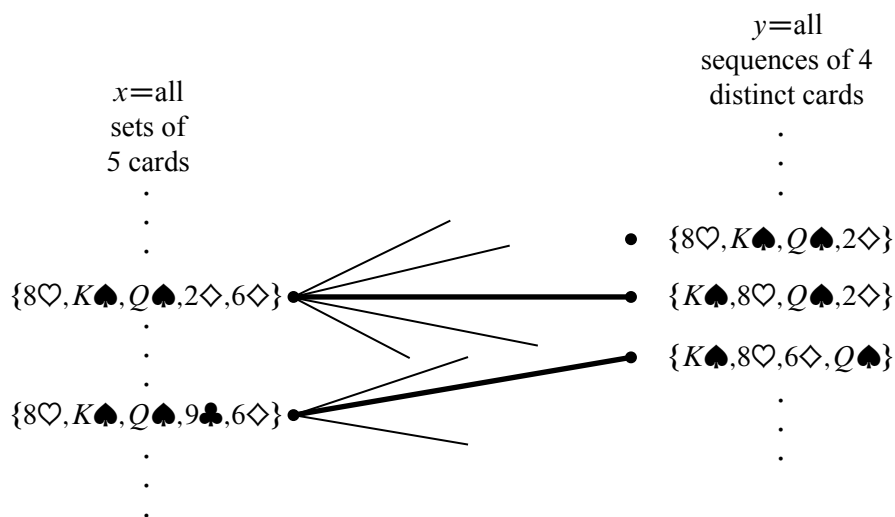 x=all
sets of
5 cards
{8♡,K♠,Q♠,2♢,6♢}
{8♡,K♠,Q♠,9♣,6♢}
y=all
sequences of 4
distinct cards
{8♡,K♠,Q♠,2♢}
{K♠,8♡,Q♠,2♢}
{K♠,8♡,6♢,Q♠}